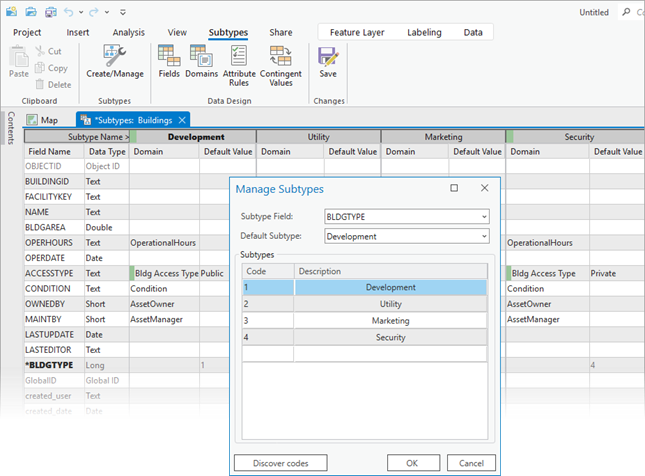 Untitled
Project Insert Analysis View Subtypes Share Feature Layer Labeling Data
Paste Cut Copy Delete Create/Manage Fields Domains Attribute Rules Contingent Values Save
Clipboard Subtypes Data Design Changes
Contents
Map *Subtypes: Buildings
Subtype Name > Development Utility Marketing Security
Field Name Data Type Domain Default Value Domain Default Value Domain Default Value Domain Default Value
OBJECTID Object ID
BUILDINGID Text
FACILITYKEY Text
NAME Text
BLDGAREA Double
OPERHOURS Text OperationalHours OperationalHours
OPERDATE Date
ACCESSTYPE Text Bldg Access Type Public Bldg Access Type Private
CONDITION Text Condition Condition
OWNEDBY Short AssetOwner AssetOwner
MAINTBY Short AssetManager AssetManager
LASTUPDATE Date
LASTEDITOR Text
*BLDGTYPE Long 1 4
GlobalID Global ID
created_user Text
created_date Date
Manage Subtypes
Subtype Field: BLDGTYPE
Default Subtype: Development
Subtypes
Code Description
1 Development
2 Utility
3 Marketing
4 Security
Discover codes OK Cancel